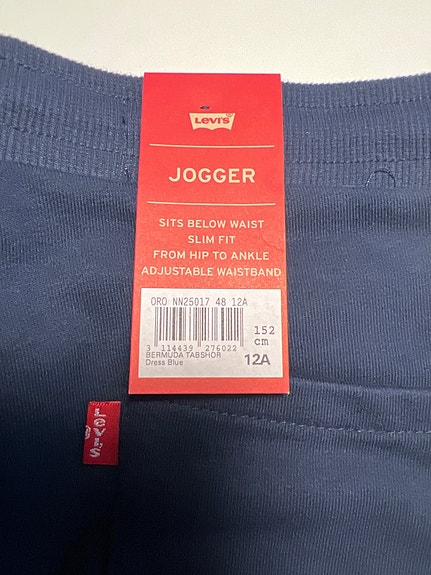 Levi's
JOGGER
SITS BELOW WAIST
SLIM FIT
FROM HIP TO ANKLE
ADJUSTABLE WAISTBAND
ORO NN25017 48 12A
152
cm
3 114439 276022
BERMUDA TABSHOR
Dress Blue
12A
LEVI'S